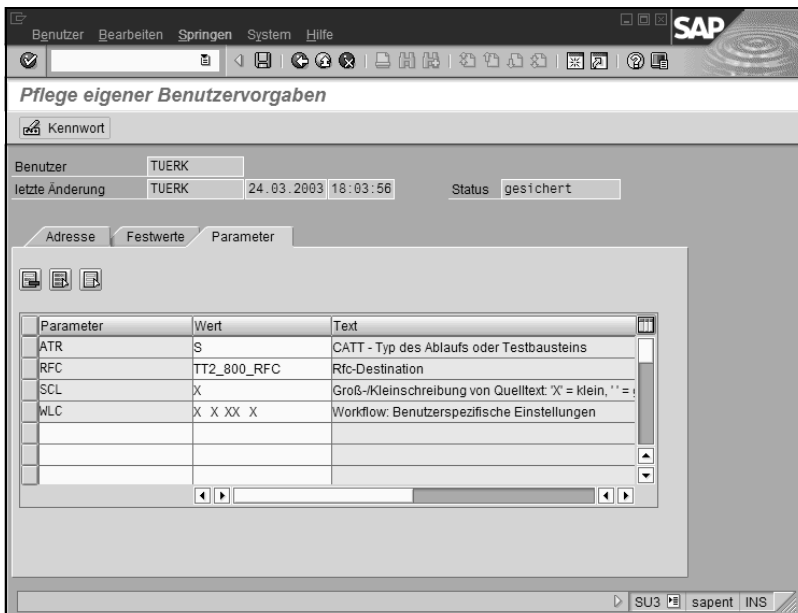 Benutzer Bearbeiten Springen System Hilfe
SAP
Pflege eigener Benutzervorgaben
Kennwort
Benutzer TUERK
letzte Änderung TUERK 24.03.2003 18:03:56 Status gesichert
Adresse Festwerte Parameter
Parameter Wert Text
ATR S CATT - Typ des Ablaufs oder Testbausteins
RFC TT2_800_RFC Rfc-Destination
SCL X Groß-/Kleinschreibung von Quelltext: 'X' = klein, ' ' =
WLC X X XX X Workflow: Benutzerspezifische Einstellungen
SU3 sapent INS